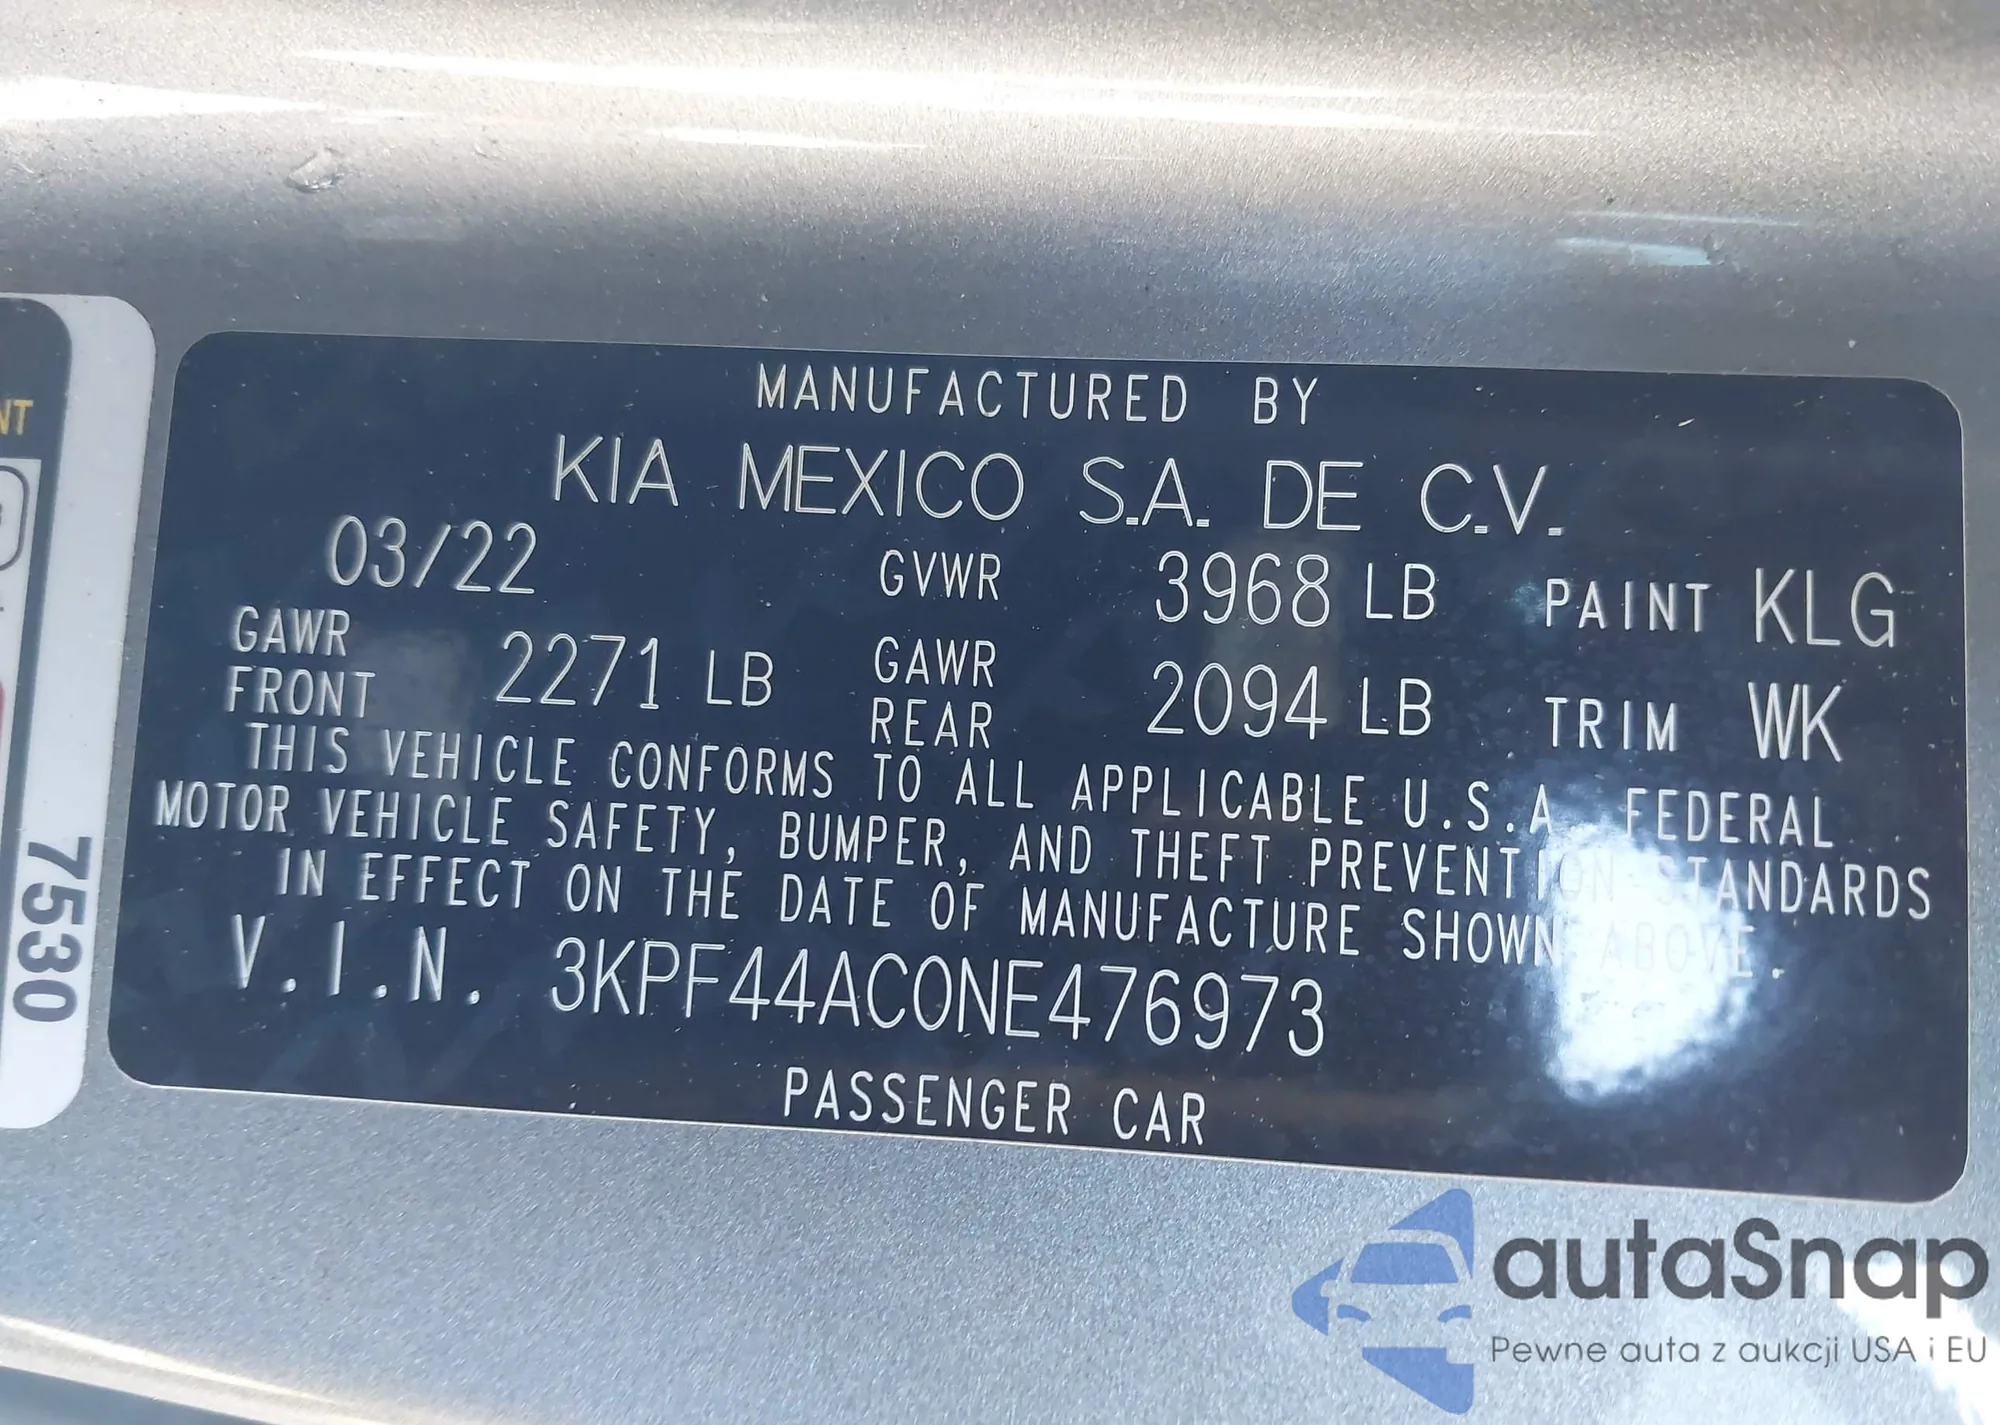 MANUFACTURED BY
KIA MEXICO S.A. DE C.V.
03/22 GVWR 3968 LB PAINT KLG
GAWR FRONT 2271 LB GAWR REAR 2094 LB TRIM WK
THIS VEHICLE CONFORMS TO ALL APPLICABLE U.S.A FEDERAL
MOTOR VEHICLE SAFETY, BUMPER, AND THEFT PREVENTION STANDARDS
IN EFFECT ON THE DATE OF MANUFACTURE SHOWN ABOVE.
V.I.N. 3KPF44AC0NE476973
PASSENGER CAR
7530
NT
autaSnap
Pewne auta z aukcji USA i EU